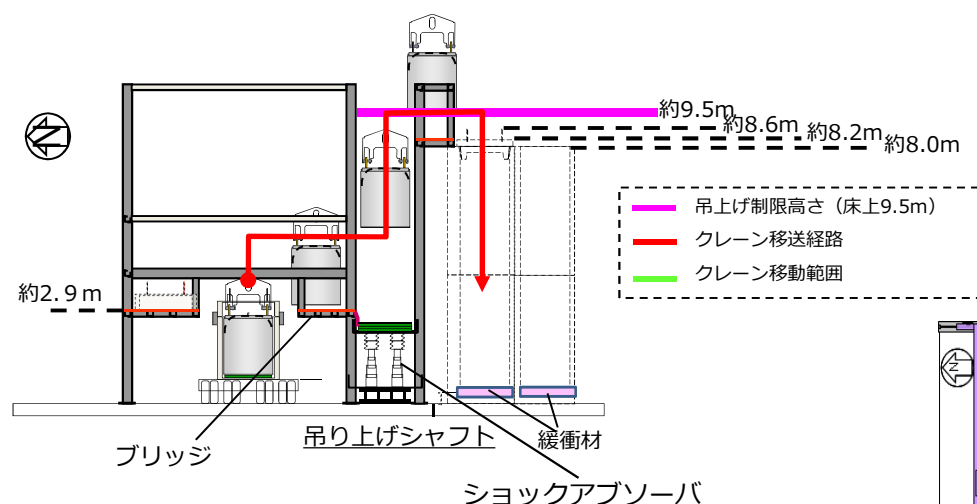 N
約9.5m
約8.6m
約8.2m
約8.0m
吊上げ制限高さ（床上9.5m）
クレーン移送経路
クレーン移動範囲
約2.9ｍ
N
ブリッジ
吊り上げシャフト
緩衝材
ショックアブソーバ